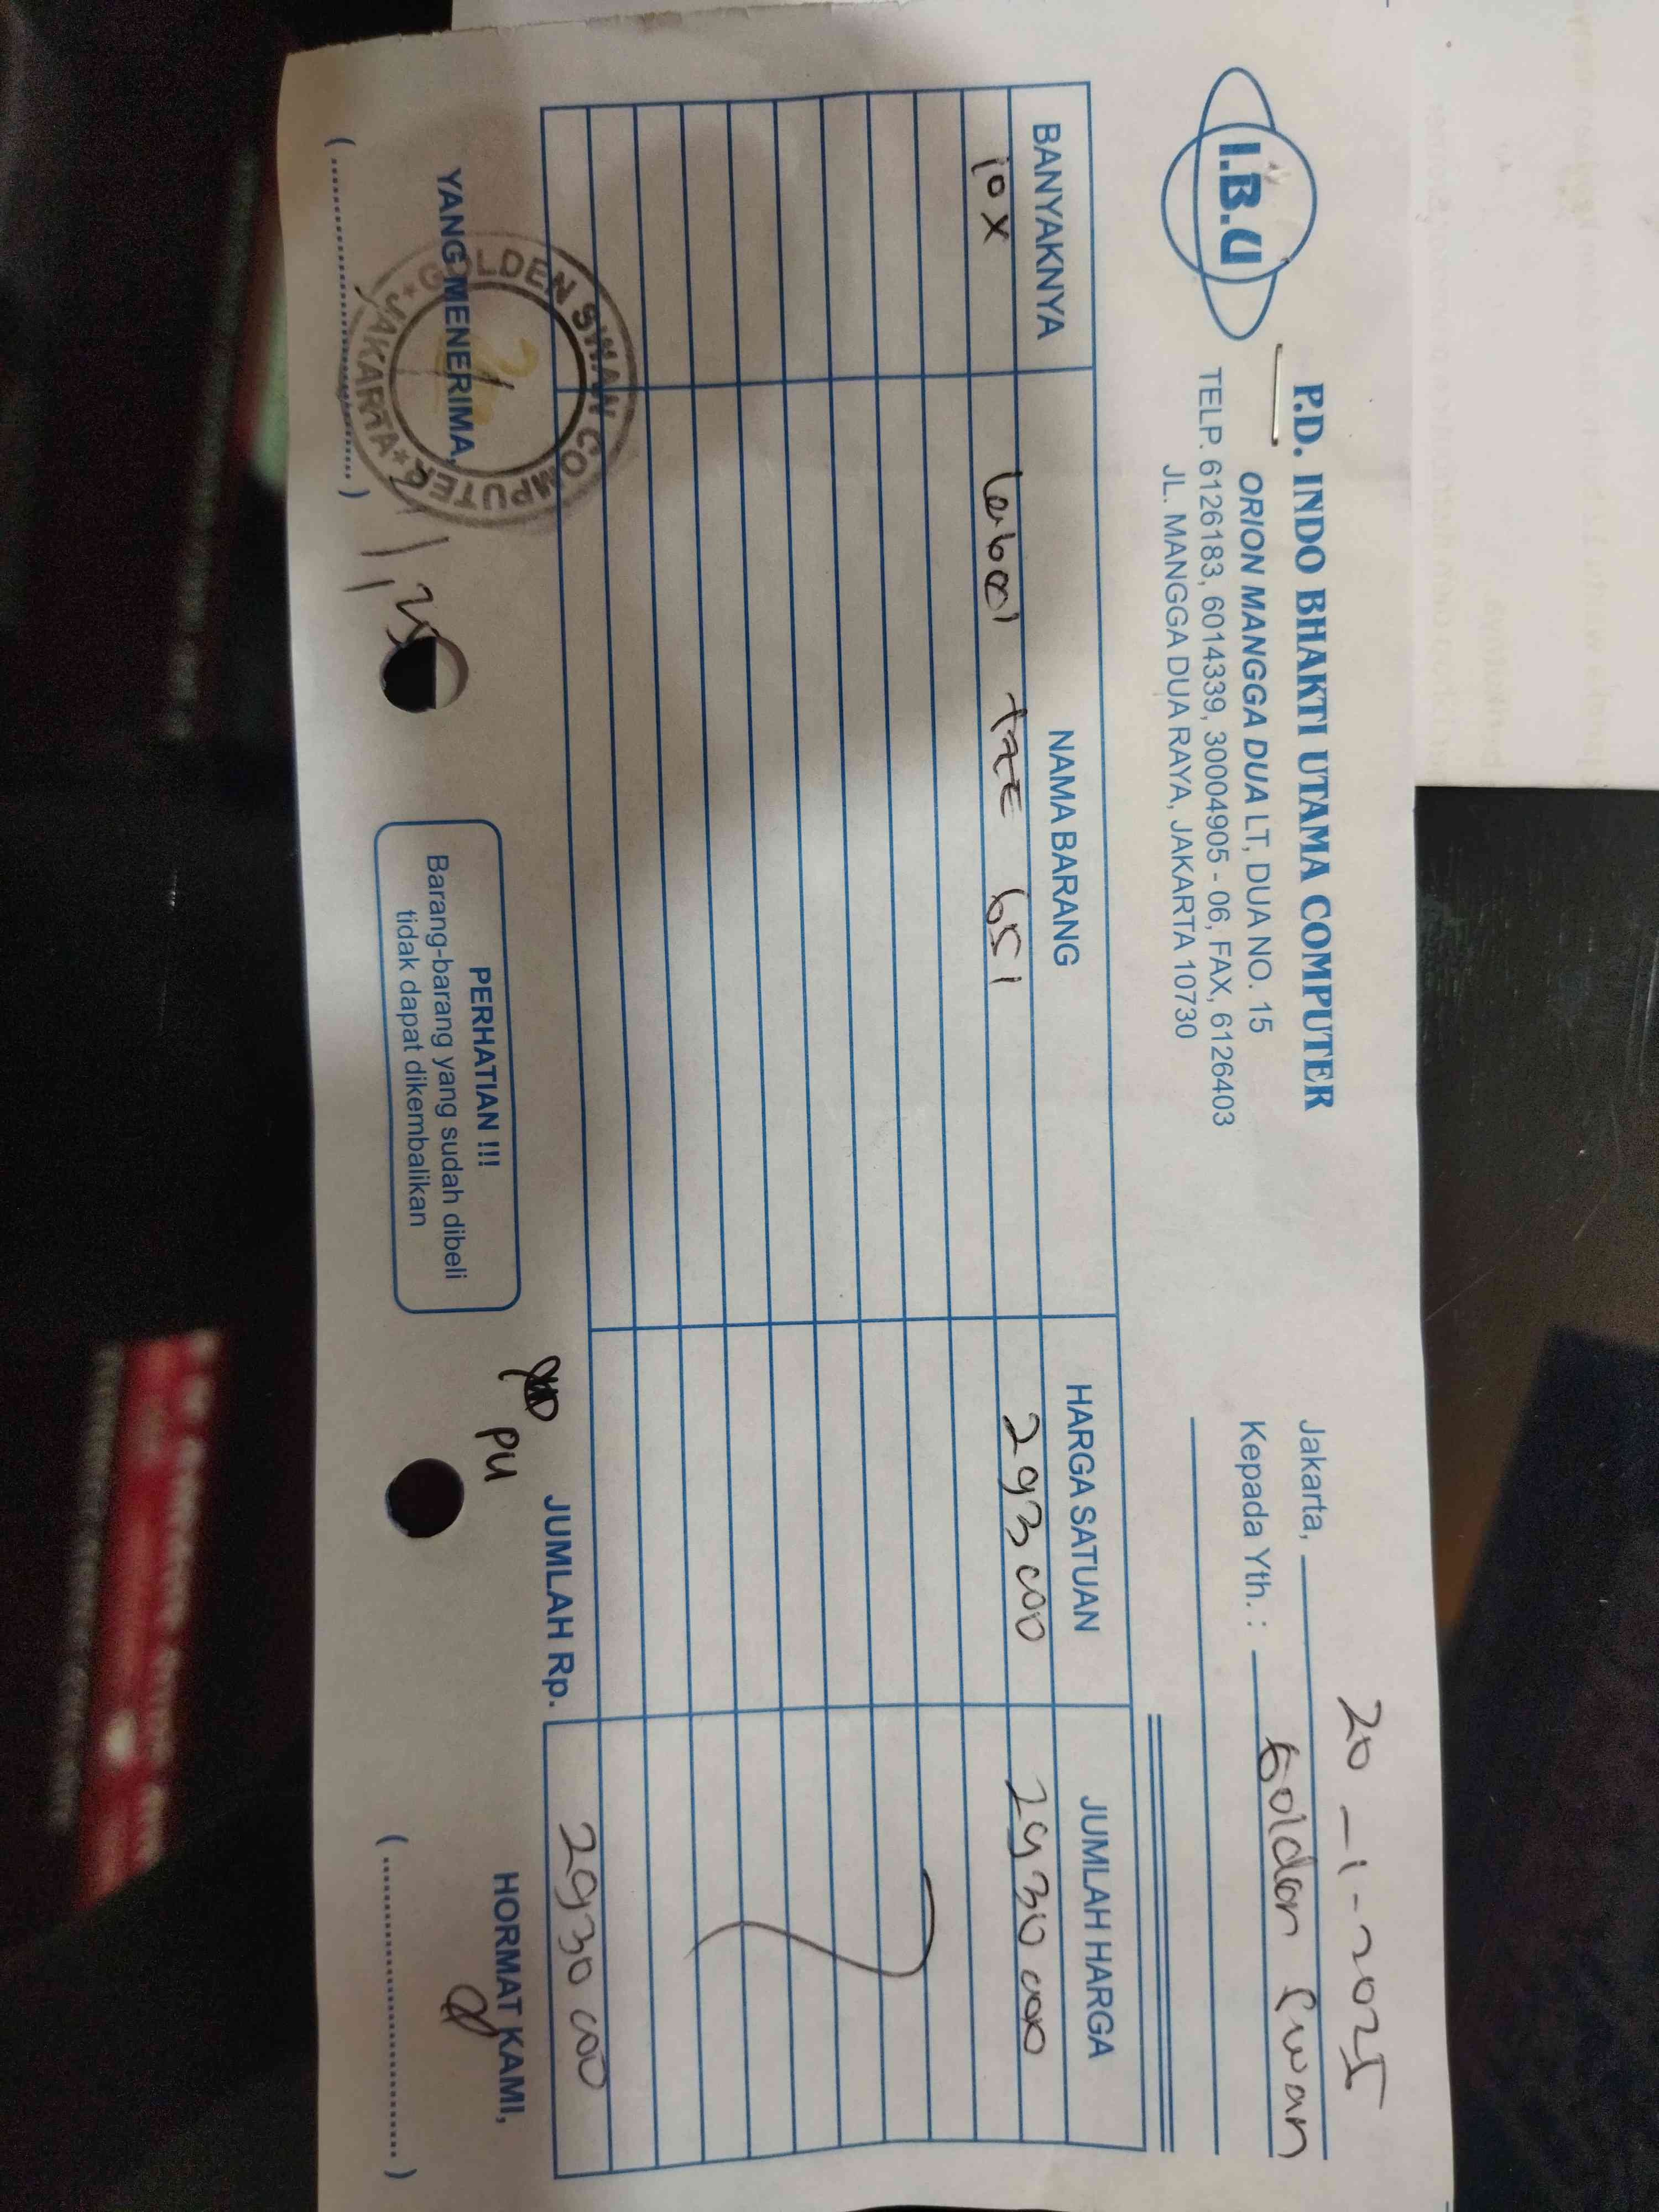 I.B.U
P.D. INDO BHAKTI UTAMA COMPUTER
ORION MANGGA DUA LT, DUA NO. 15
TELP. 6126183, 6014339, 30004905 - 06, FAX, 6126403
JL. MANGGA DUA RAYA, JAKARTA 10730
Jakarta, 20 - 1 - 2025
Kepada Yth. : Golden Swan
BANYAKNYA NAMA BARANG HARGA SATUAN JUMLAH HARGA
10 X label tze 651 293 000 2930 000
JUMLAH Rp. 2930 000
YANG MENERIMA,
GOLDEN SWAN COMPUTER
JAKARTA
PERHATIAN !!!
Barang-barang yang sudah dibeli
tidak dapat dikembalikan
PU
HORMAT KAMI,
(....................) (....................)